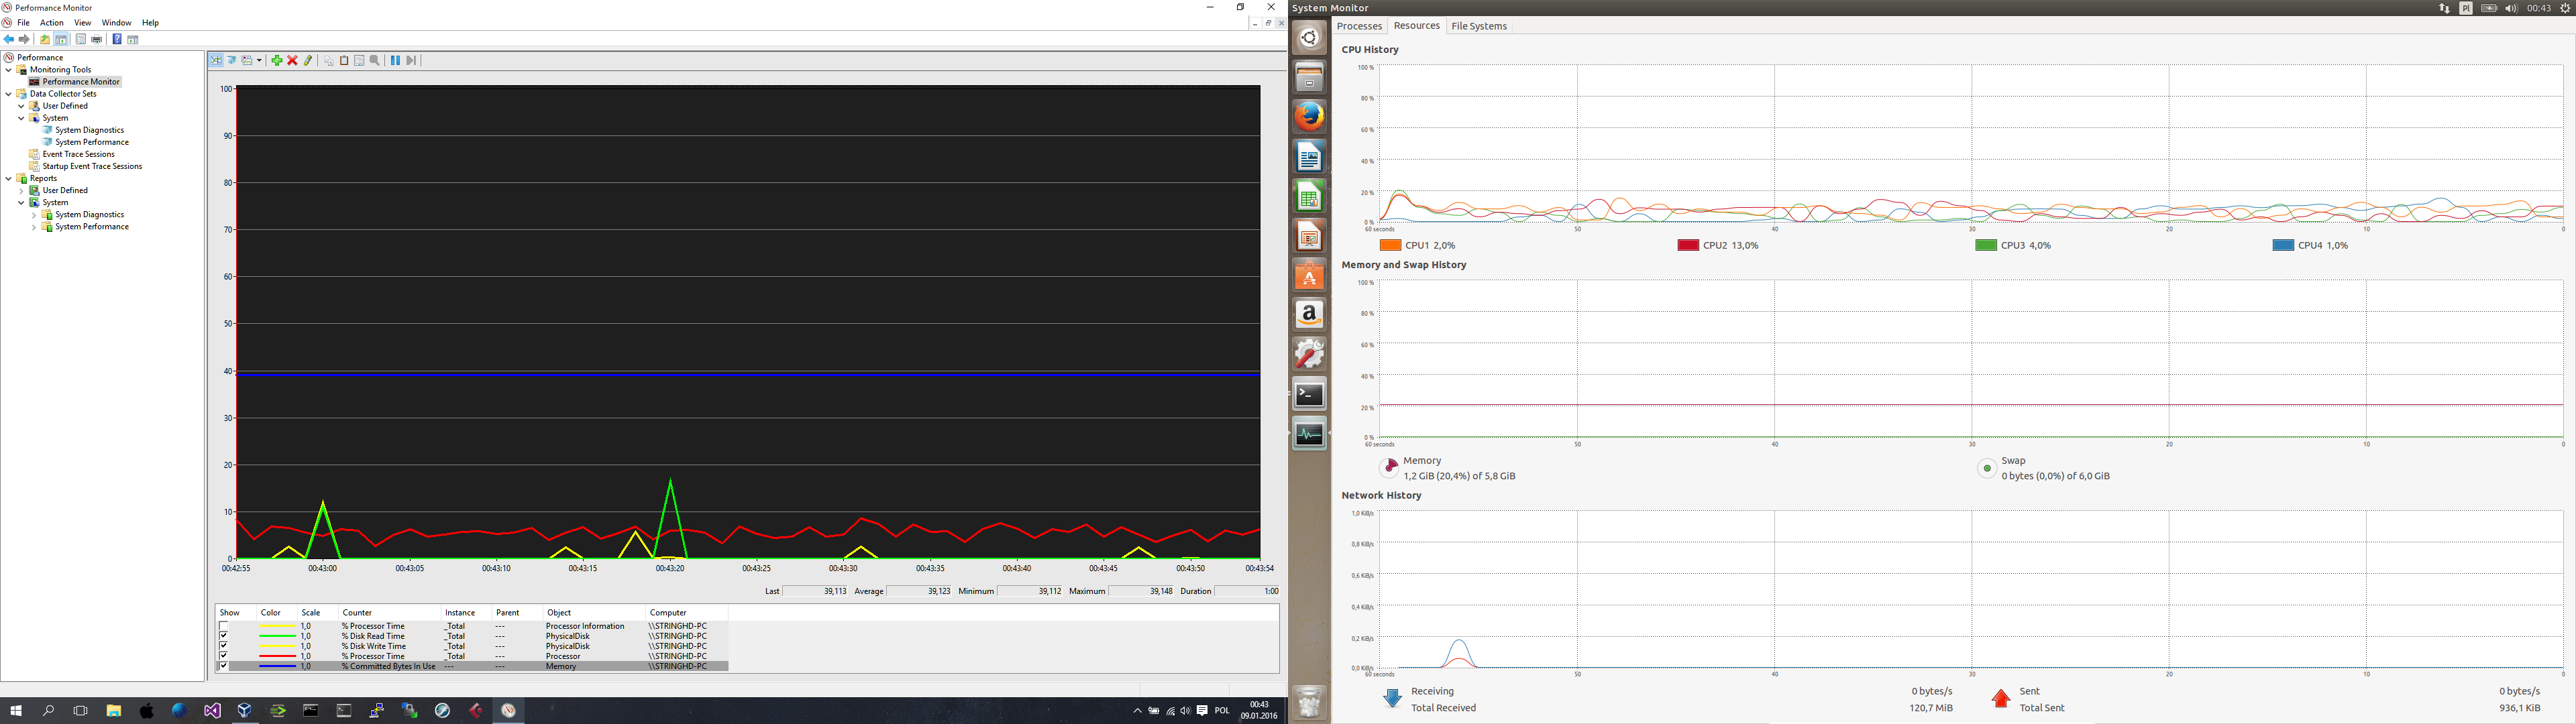 Performance Monitor
File Action View Window Help
Performance
Monitoring Tools
Performance Monitor
Data Collector Sets
User Defined
System
System Diagnostics
System Performance
Event Trace Sessions
Startup Event Trace Sessions
Reports
User Defined
System
System Diagnostics
System Performance
100
90
80
70
60
50
40
30
20
10
0
00:42:55 00:43:00 00:43:05 00:43:10 00:43:15 00:43:20 00:43:25 00:43:30 00:43:35 00:43:40 00:43:45 00:43:50 00:43:54
Last 39,113 Average 39,123 Minimum 39,112 Maximum 39,148 Duration 1:00
Show Color Scale Counter Instance Parent Object Computer
1,0 % Processor Time _Total --- Processor Information \\STRINGHD-PC
1,0 % Disk Read Time _Total --- PhysicalDisk \\STRINGHD-PC
1,0 % Disk Write Time _Total --- PhysicalDisk \\STRINGHD-PC
1,0 % Processor Time _Total --- Processor \\STRINGHD-PC
1,0 % Committed Bytes In Use --- --- Memory \\STRINGHD-PC
POL
00:43
09.01.2016
System Monitor Pl 00:43
Processes Resources File Systems
CPU History
100 %
80 %
60 %
40 %
20 %
0 %
60 seconds 50 40 30 20 10 0
CPU1 2,0% CPU2 13,0% CPU3 4,0% CPU4 1,0%
Memory and Swap History
100 %
80 %
60 %
40 %
20 %
0 %
60 seconds 50 40 30 20 10 0
Memory
1,2 GiB (20,4%) of 5,8 GiB
Swap
0 bytes (0,0%) of 6,0 GiB
Network History
1,0 KiB/s
0,8 KiB/s
0,6 KiB/s
0,4 KiB/s
0,2 KiB/s
0,0 KiB/s
60 seconds 50 40 30 20 10 0
Receiving 0 bytes/s
Total Received 120,7 MiB
Sent 0 bytes/s
Total Sent 936,1 KiB